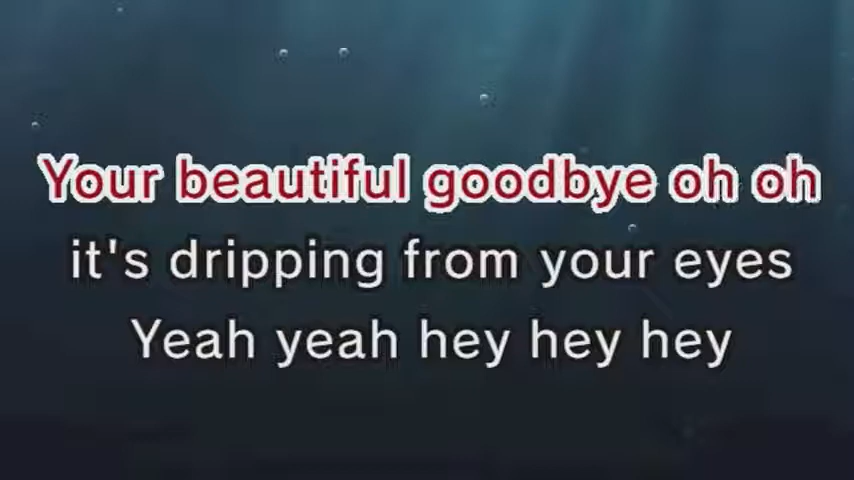 Your beautiful goodbye oh oh
it's dripping from your eyes
Yeah yeah hey hey hey